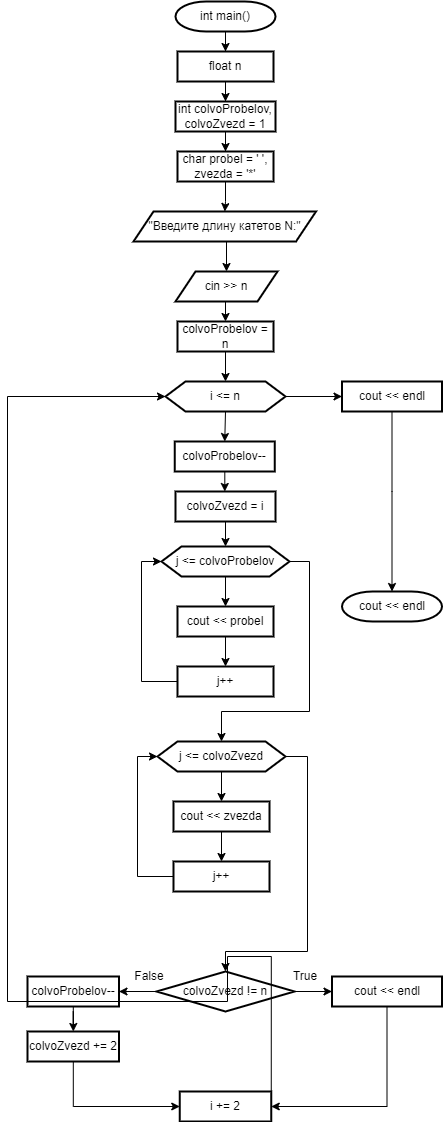 int main()
float n
int colvoProbelov,
colvoZvezd = 1
char probel = ' ',
zvezda = '*'
"Введите длину катетов N:"
cin >> n
colvoProbelov =
n
i <= n
cout << endl
colvoProbelov--
colvoZvezd = i
j <= colvoProbelov
cout << probel
cout << endl
j++
j <= colvoZvezd
cout << zvezda
j++
False
True
colvoProbelov--
colvoZvezd != n
cout << endl
colvoZvezd += 2
i += 2